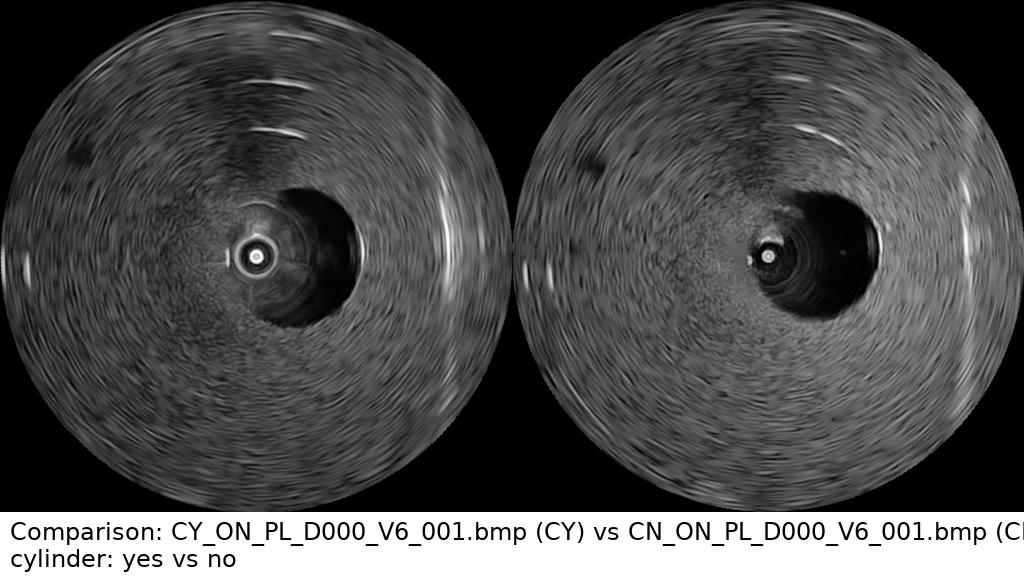 Comparison: CY_ON_PL_D000_V6_001.bmp (CY) vs CN_ON_PL_D000_V6_001.bmp
cylinder: yes vs no